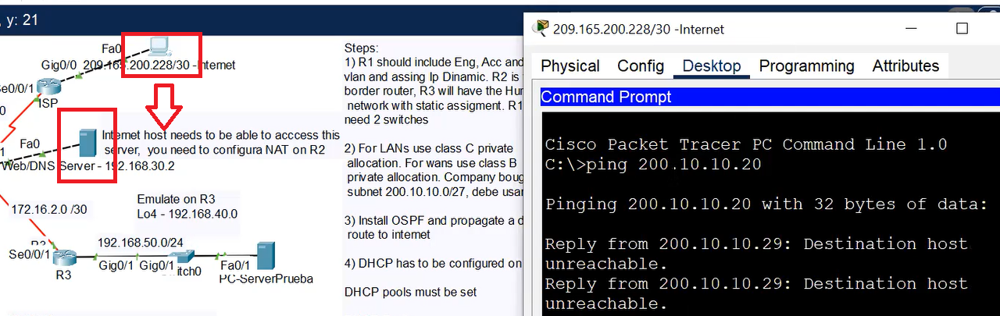 , y: 21
Fa0
Gig0/0 209.165.200.228/30 -Internet
Se0/0/1
ISP
0
Internet host needs to be able to acccess this
server, you need to configura NAT on R2
Fa0
1
Web/DNS Server - 192.168.30.2
Emulate on R3
Lo4 - 192.168.40.0
172.16.2.0 /30
192.168.50.0/24
Se0/0/1
R3
Gig0/1
Gig0/1
Fa0/1
PC-ServerPrueba
Steps:
1) R1 should include Eng, Acc and
vlan and assing Ip Dinamic. R2 is
border router, R3 will have the Hu
network with static assigment. R1
need 2 switches
2) For LANs use class C private
allocation. For wans use class B
private allocation. Company boug
subnet 200.10.10.0/27, debe usa
3) Install OSPF and propagate a d
route to internet
4) DHCP has to be configured on
DHCP pools must be set
209.165.200.228/30 -Internet
Physical Config Desktop Programming Attributes
Command Prompt
Cisco Packet Tracer PC Command Line 1.0
C:\>ping 200.10.10.20
Pinging 200.10.10.20 with 32 bytes of data:
Reply from 200.10.10.29: Destination host
unreachable.
Reply from 200.10.10.29: Destination host
unreachable.